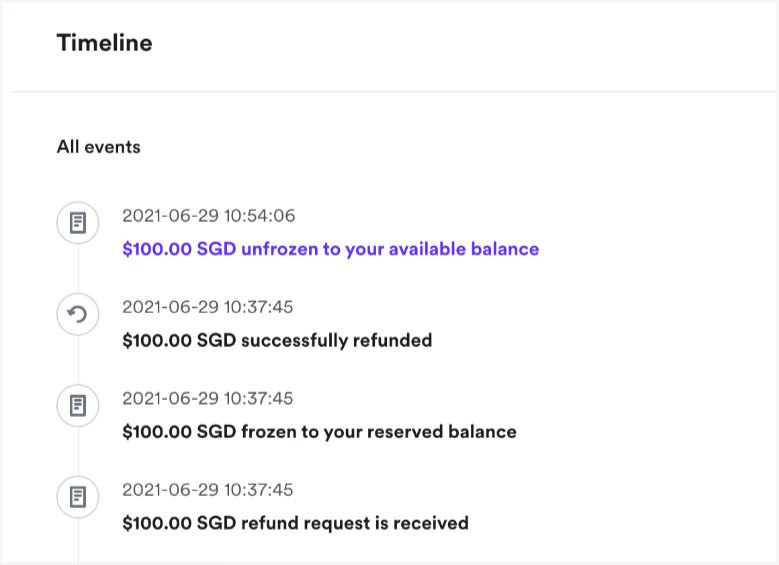 Timeline
All events
2021-06-29 10:54:06
$100.00 SGD unfrozen to your available balance
2021-06-29 10:37:45
$100.00 SGD successfully refunded
2021-06-29 10:37:45
$100.00 SGD frozen to your reserved balance
2021-06-29 10:37:45
$100.00 SGD refund request is received